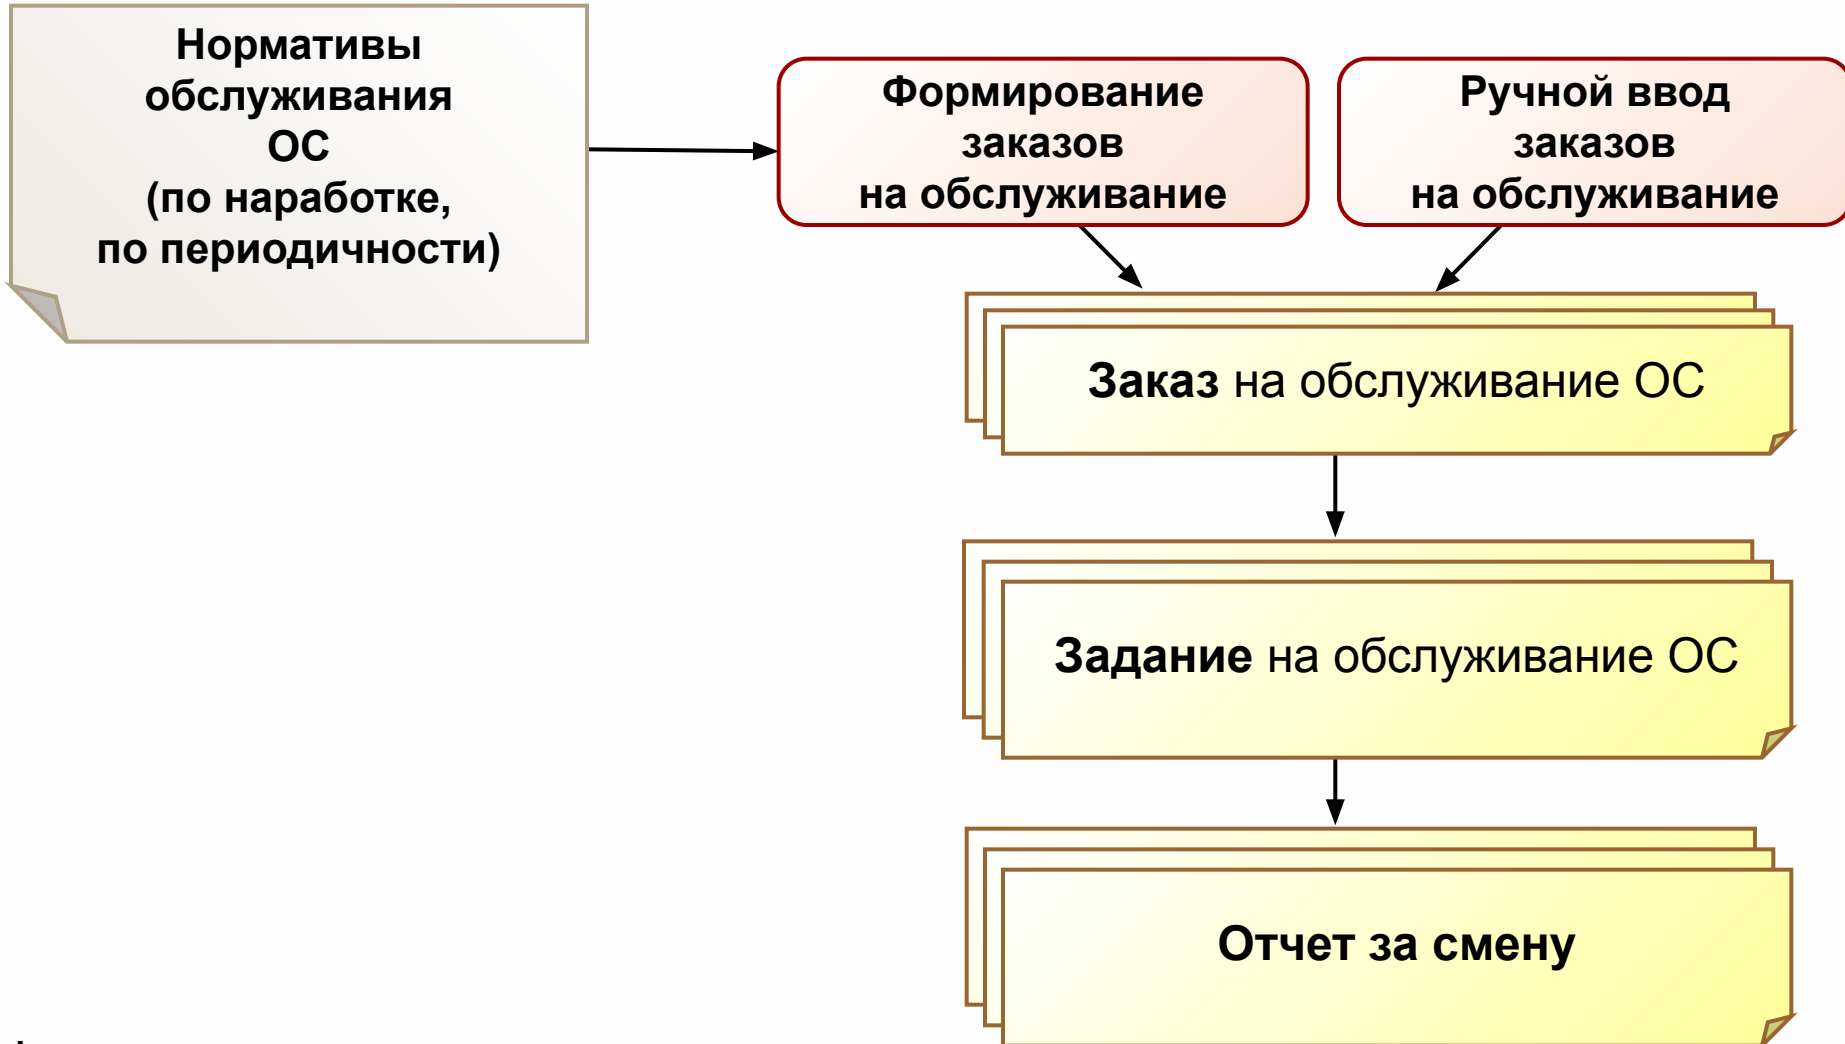 Нормативы
обслуживания
ОС
(по наработке,
по периодичности)
Формирование
заказов
на обслуживание
Ручной ввод
заказов
на обслуживание
Заказ на обслуживание ОС
Задание на обслуживание ОС
Отчет за смену